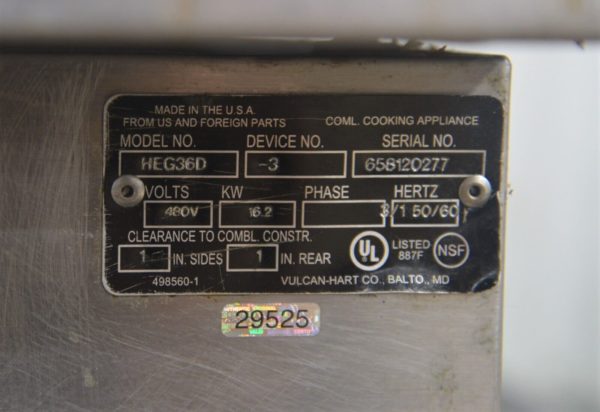 MADE IN THE U.S.A.
FROM US AND FOREIGN PARTS COML. COOKING APPLIANCE
MODEL NO. DEVICE NO. SERIAL NO.
HEG36D -3 658120277
VOLTS KW PHASE HERTZ
480V 16.2 3/1 50/60
CLEARANCE TO COMBL. CONSTR.
1 IN. SIDES 1 IN. REAR
UL LISTED 887F NSF
498560-1 VULCAN-HART CO., BALTO., MD
29525